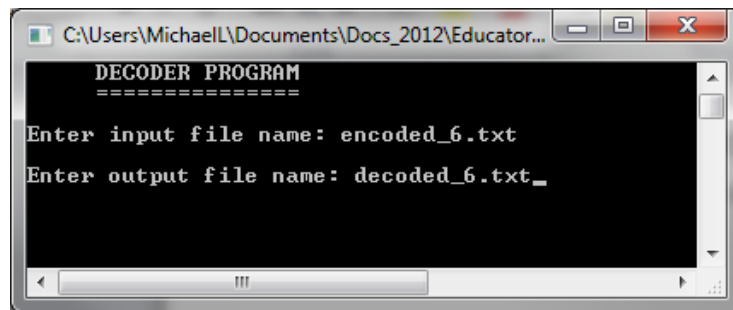 C:\Users\MichaelL\Documents\Docs_2012\Educator...
DECODER PROGRAM
===============
Enter input file name: encoded_6.txt
Enter output file name: decoded_6.txt_